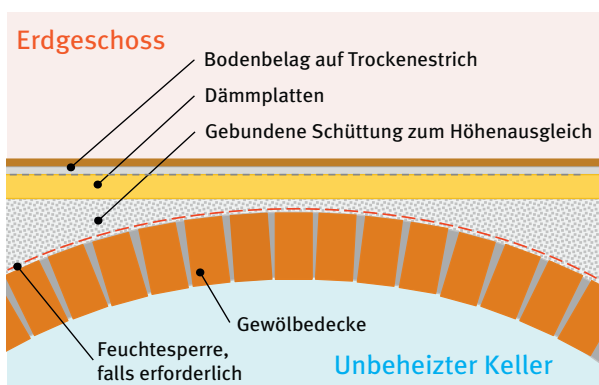 Erdgeschoss
Bodenbelag auf Trockenestrich
Dämmplatten
Gebundene Schüttung zum Höhenausgleich
Gewölbedecke
Feuchtesperre,
falls erforderlich
Unbeheizter Keller